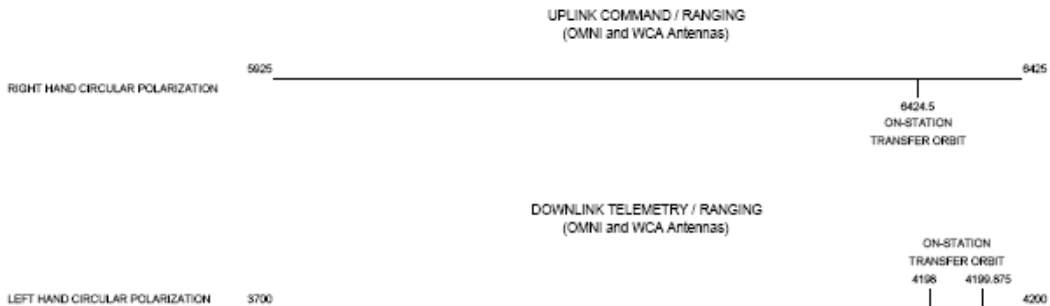 UPLINK COMMAND / RANGING
(OMNI and WCA Antennas)
5925 6425
RIGHT HAND CIRCULAR POLARIZATION
6424.5
ON-STATION
TRANSFER ORBIT
DOWNLINK TELEMETRY / RANGING
(OMNI and WCA Antennas)
ON-STATION
TRANSFER ORBIT
4198 4199.875
LEFT HAND CIRCULAR POLARIZATION 3700 4200